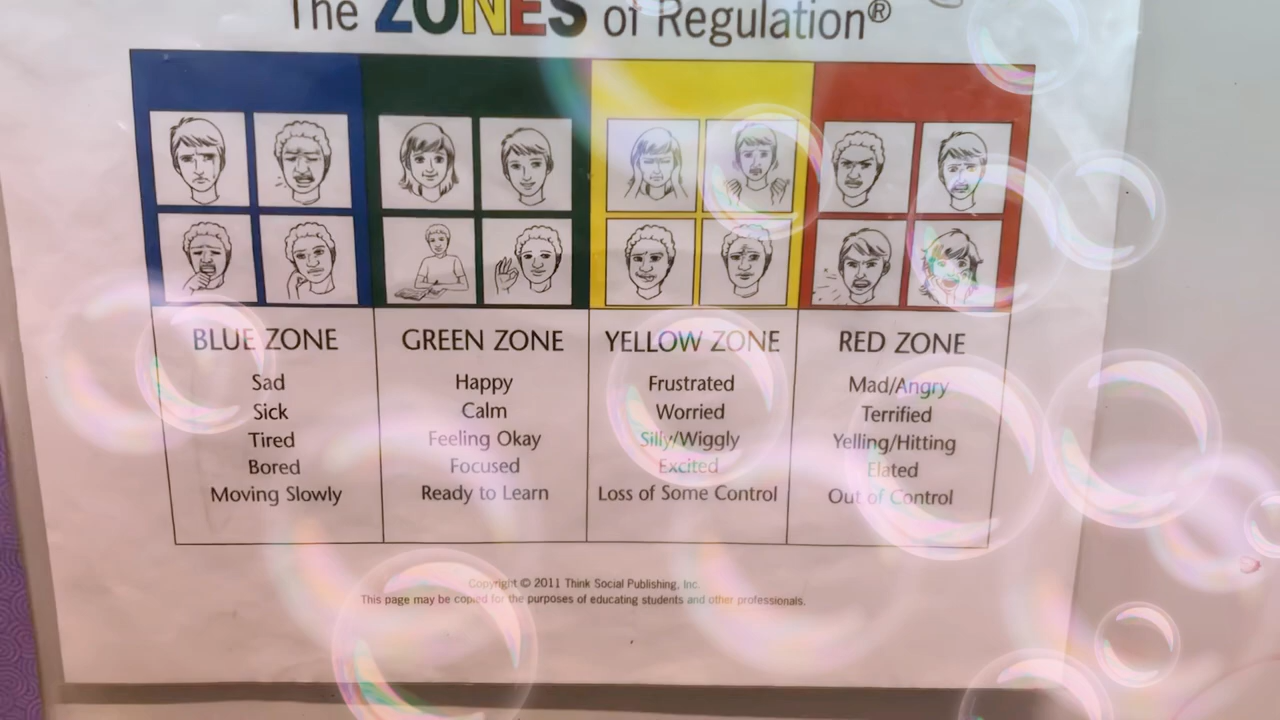 The ZONES of Regulation®
BLUE ZONE
Sad
Sick
Tired
Bored
Moving Slowly
GREEN ZONE
Happy
Calm
Feeling Okay
Focused
Ready to Learn
YELLOW ZONE
Frustrated
Worried
Silly/Wiggly
Excited
Loss of Some Control
RED ZONE
Mad/Angry
Terrified
Yelling/Hitting
Elated
Out of Control
Copyright © 2011 Think Social Publishing, Inc.
This page may be copied for the purposes of educating students and other professionals.